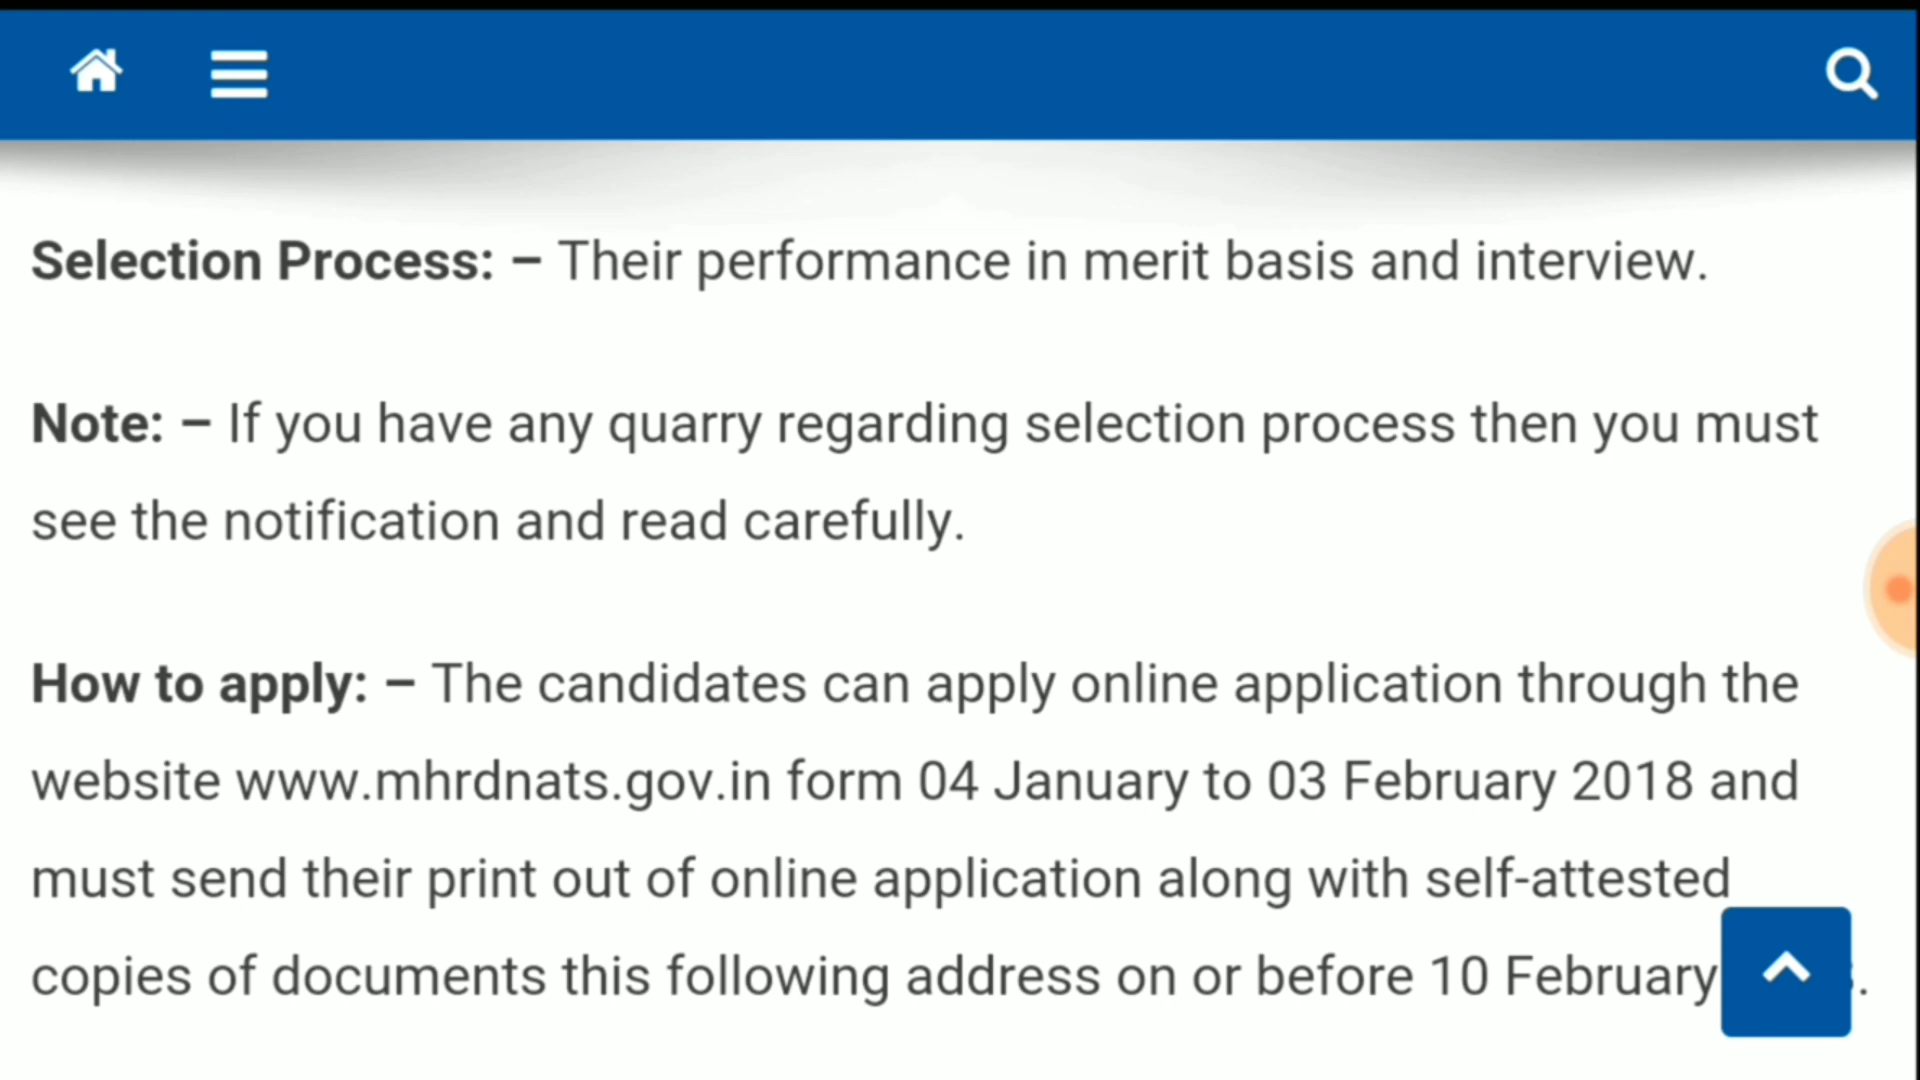 Selection Process: – Their performance in merit basis and interview.
Note: – If you have any quarry regarding selection process then you must
see the notification and read carefully.
How to apply: – The candidates can apply online application through the
website www.mhrdnats.gov.in form 04 January to 03 February 2018 and
must send their print out of online application along with self-attested
copies of documents this following address on or before 10 February